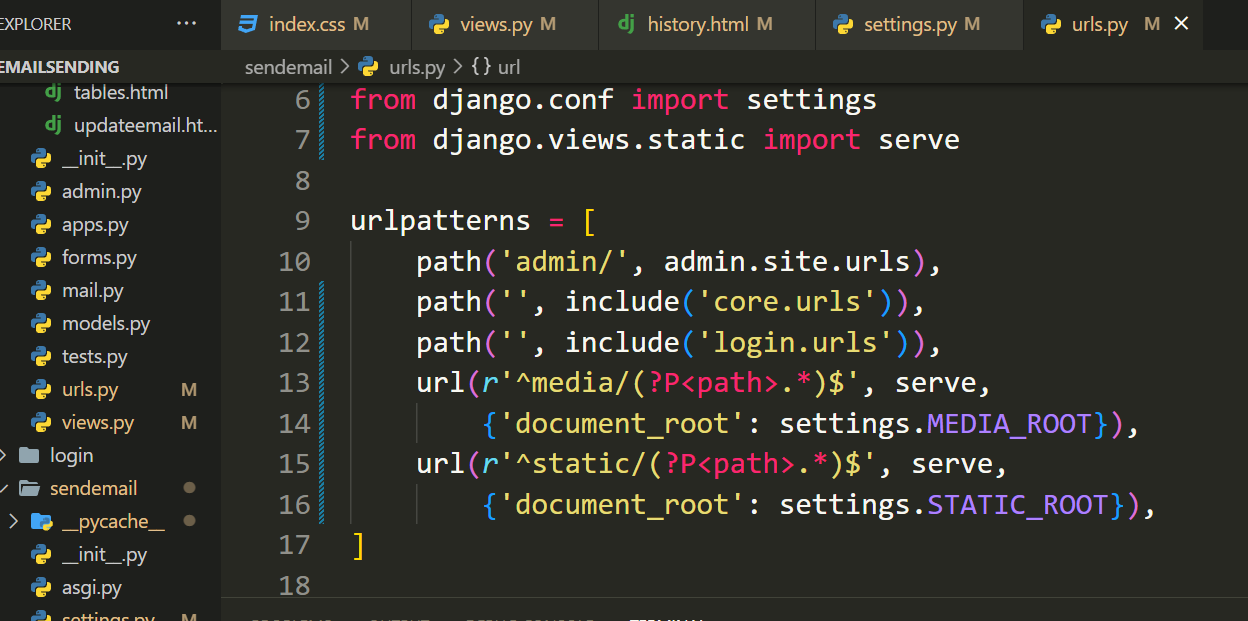 EXPLORER
index.css M
views.py M
history.html M
settings.py M
urls.py M
EMAILSENDING
sendemail > urls.py > {} url
tables.html
updateemail.ht...
__init__.py
admin.py
apps.py
forms.py
mail.py
models.py
tests.py
urls.py M
views.py M
login
sendemail
__pycache__
__init__.py
asgi.py
settings.py M
6 from django.conf import settings
7 from django.views.static import serve
8
9 urlpatterns = [
10 path('admin/', admin.site.urls),
11 path('', include('core.urls')),
12 path('', include('login.urls')),
13 url(r'^media/(?P<path>.*)$', serve,
14 {'document_root': settings.MEDIA_ROOT}),
15 url(r'^static/(?P<path>.*)$', serve,
16 {'document_root': settings.STATIC_ROOT}),
17 ]
18